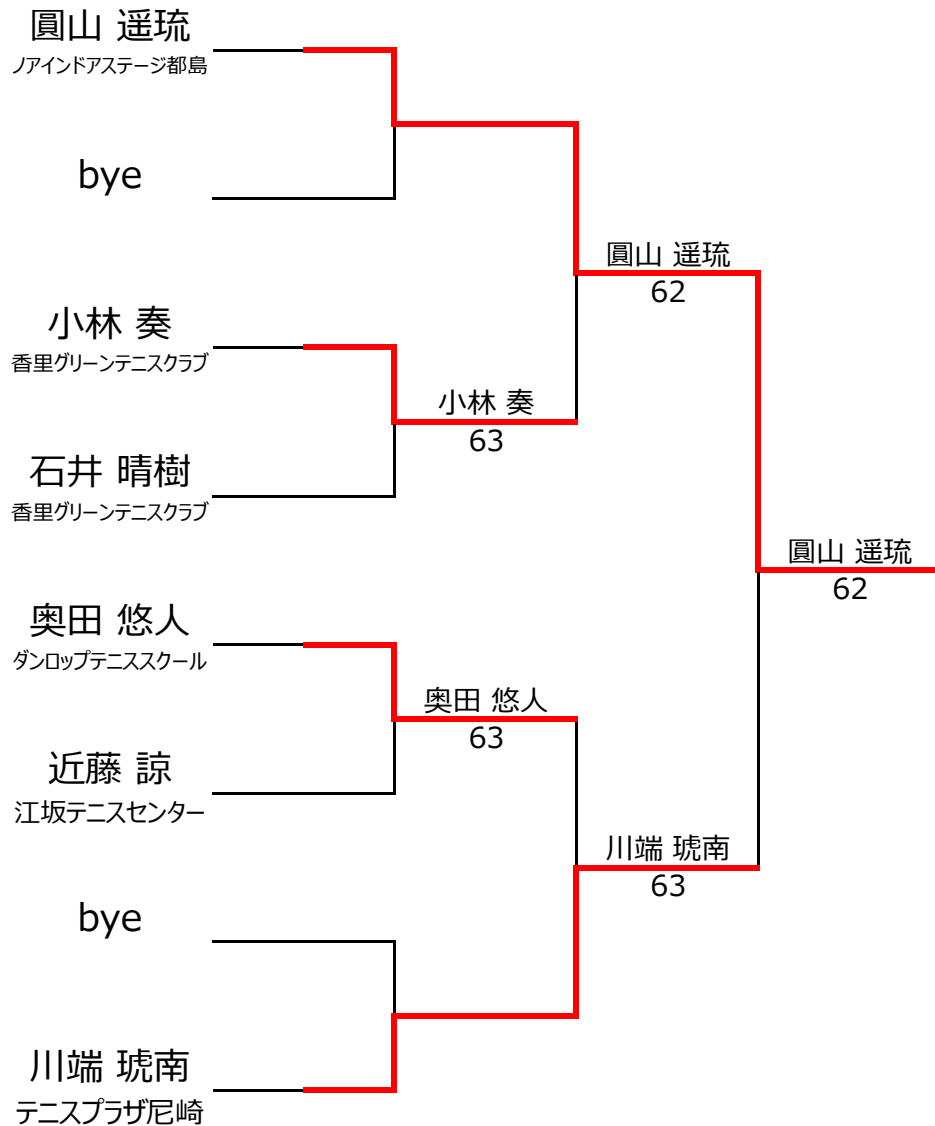 圓山 遥琉
ノアインドアステージ都島
bye
圓山 遥琉
62
小林 奏
香里グリーンテニスクラブ
小林 奏
63
石井 晴樹
香里グリーンテニスクラブ
圓山 遥琉
62
奥田 悠人
ダンロップテニススクール
奥田 悠人
63
近藤 諒
江坂テニスセンター
川端 琥南
63
bye
川端 琥南
テニスプラザ尼崎